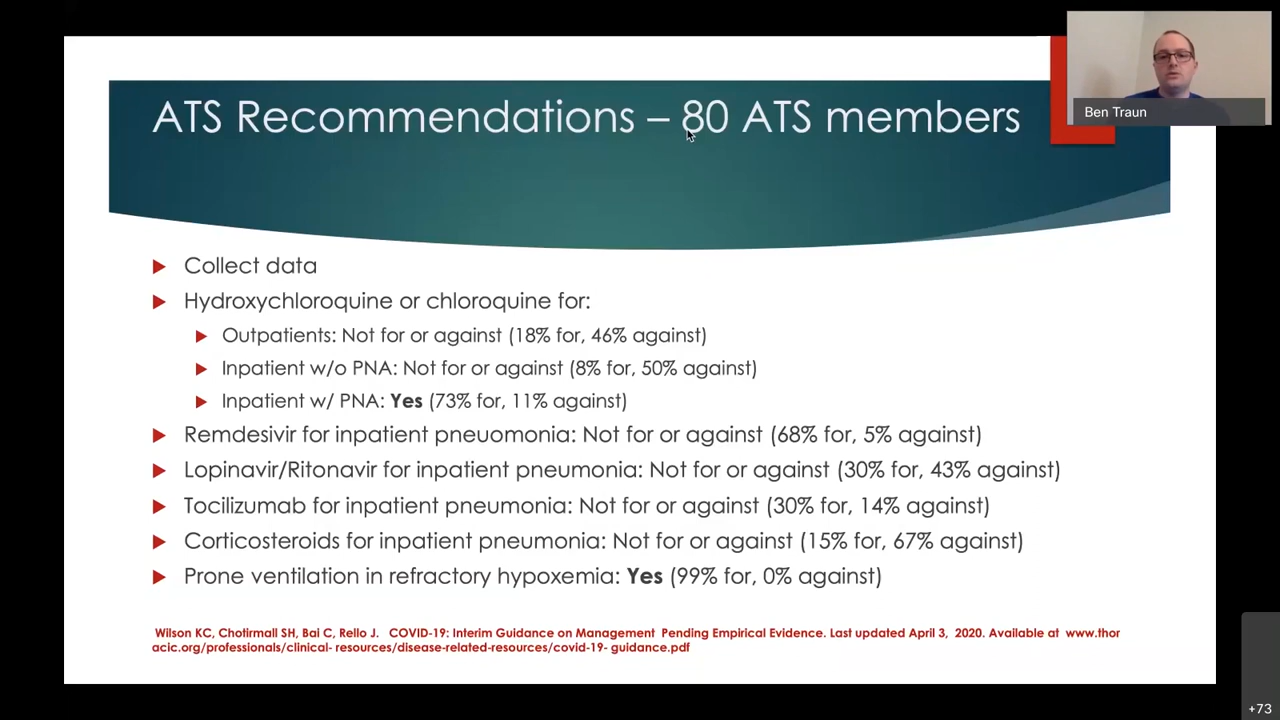 ATS Recommendations – 80 ATS members
Ben Traun
Collect data
Hydroxychloroquine or chloroquine for:
Outpatients: Not for or against (18% for, 46% against)
Inpatient w/o PNA: Not for or against (8% for, 50% against)
Inpatient w/ PNA: Yes (73% for, 11% against)
Remdesivir for inpatient pneuomonia: Not for or against (68% for, 5% against)
Lopinavir/Ritonavir for inpatient pneumonia: Not for or against (30% for, 43% against)
Tocilizumab for inpatient pneumonia: Not for or against (30% for, 14% against)
Corticosteroids for inpatient pneumonia: Not for or against (15% for, 67% against)
Prone ventilation in refractory hypoxemia: Yes (99% for, 0% against)
Wilson KC, Chotirmall SH, Bai C, Rello J. COVID-19: Interim Guidance on Management Pending Empirical Evidence. Last updated April 3, 2020. Available at www.thor
acic.org/professionals/clinical- resources/disease-related-resources/covid-19- guidance.pdf
+73